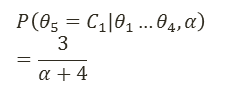 P(θ₅ = C₁|θ₁ … θ₄, α)
= 3/(α + 4)